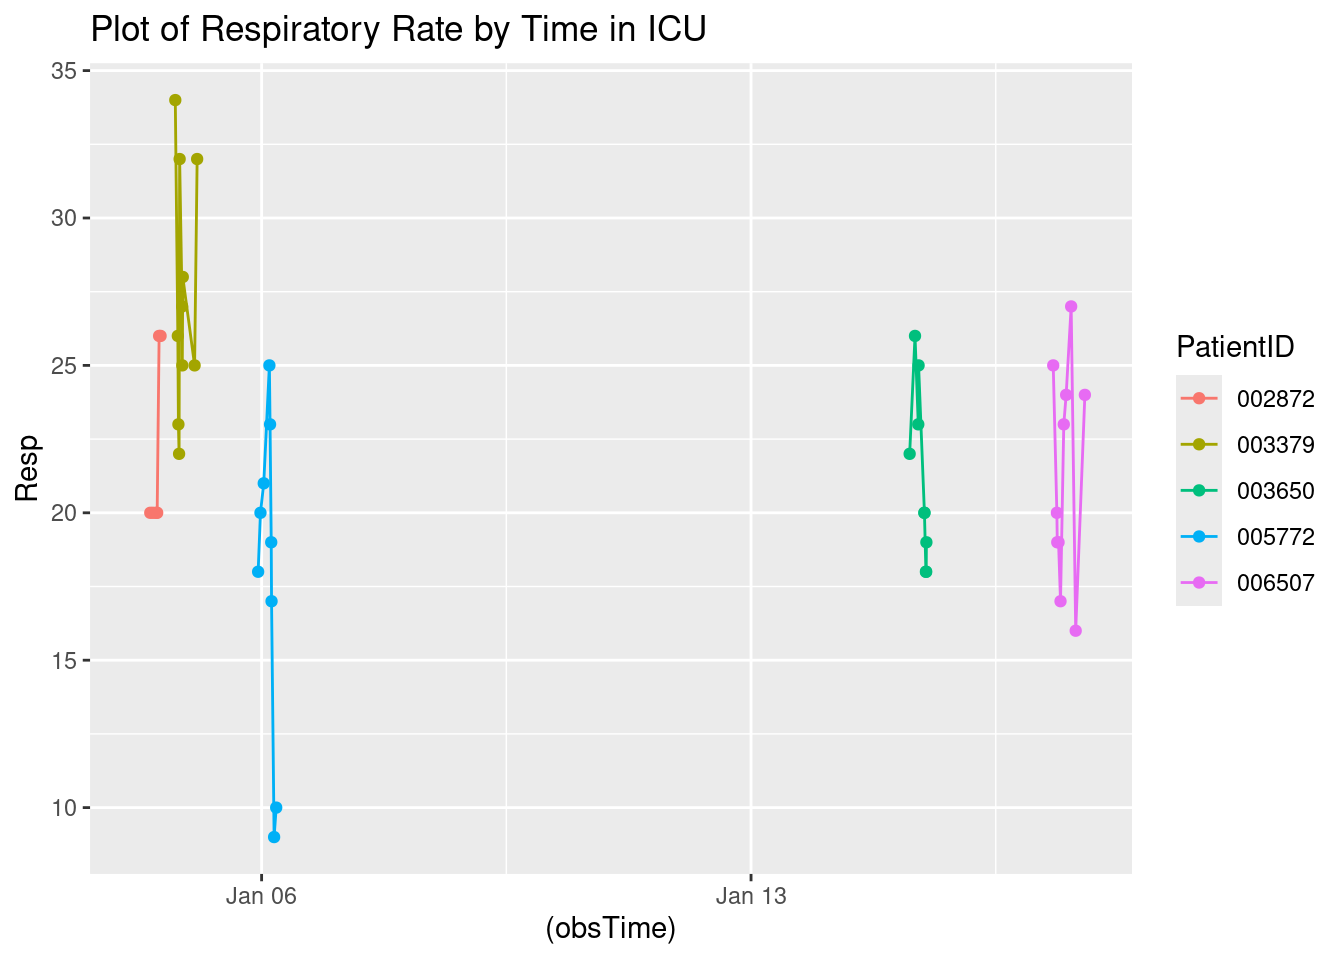 Plot of Respiratory Rate by Time in ICU
35
30
25
20
15
10
Resp
Jan 06
Jan 13
(obsTime)
PatientID
002872
003379
003650
005772
006507